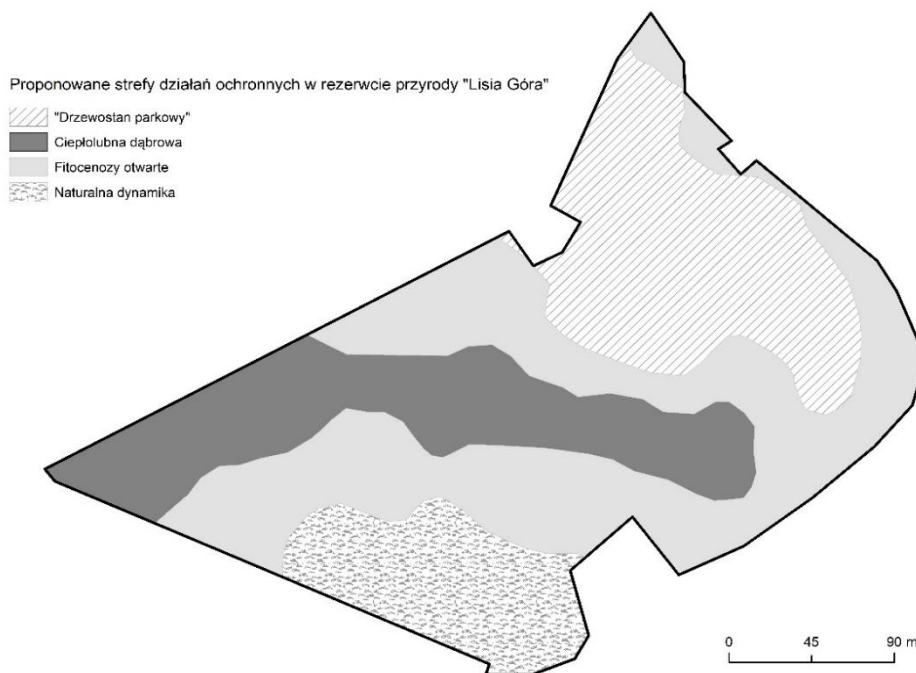 Proponowane strefy działań ochronnych w rezerwcie przyrody "Lisia Góra"
"Drzewostan parkowy"
Ciepłolubna dąbrowa
Fitocenozy otwarte
Naturalna dynamika
0 45 90 m